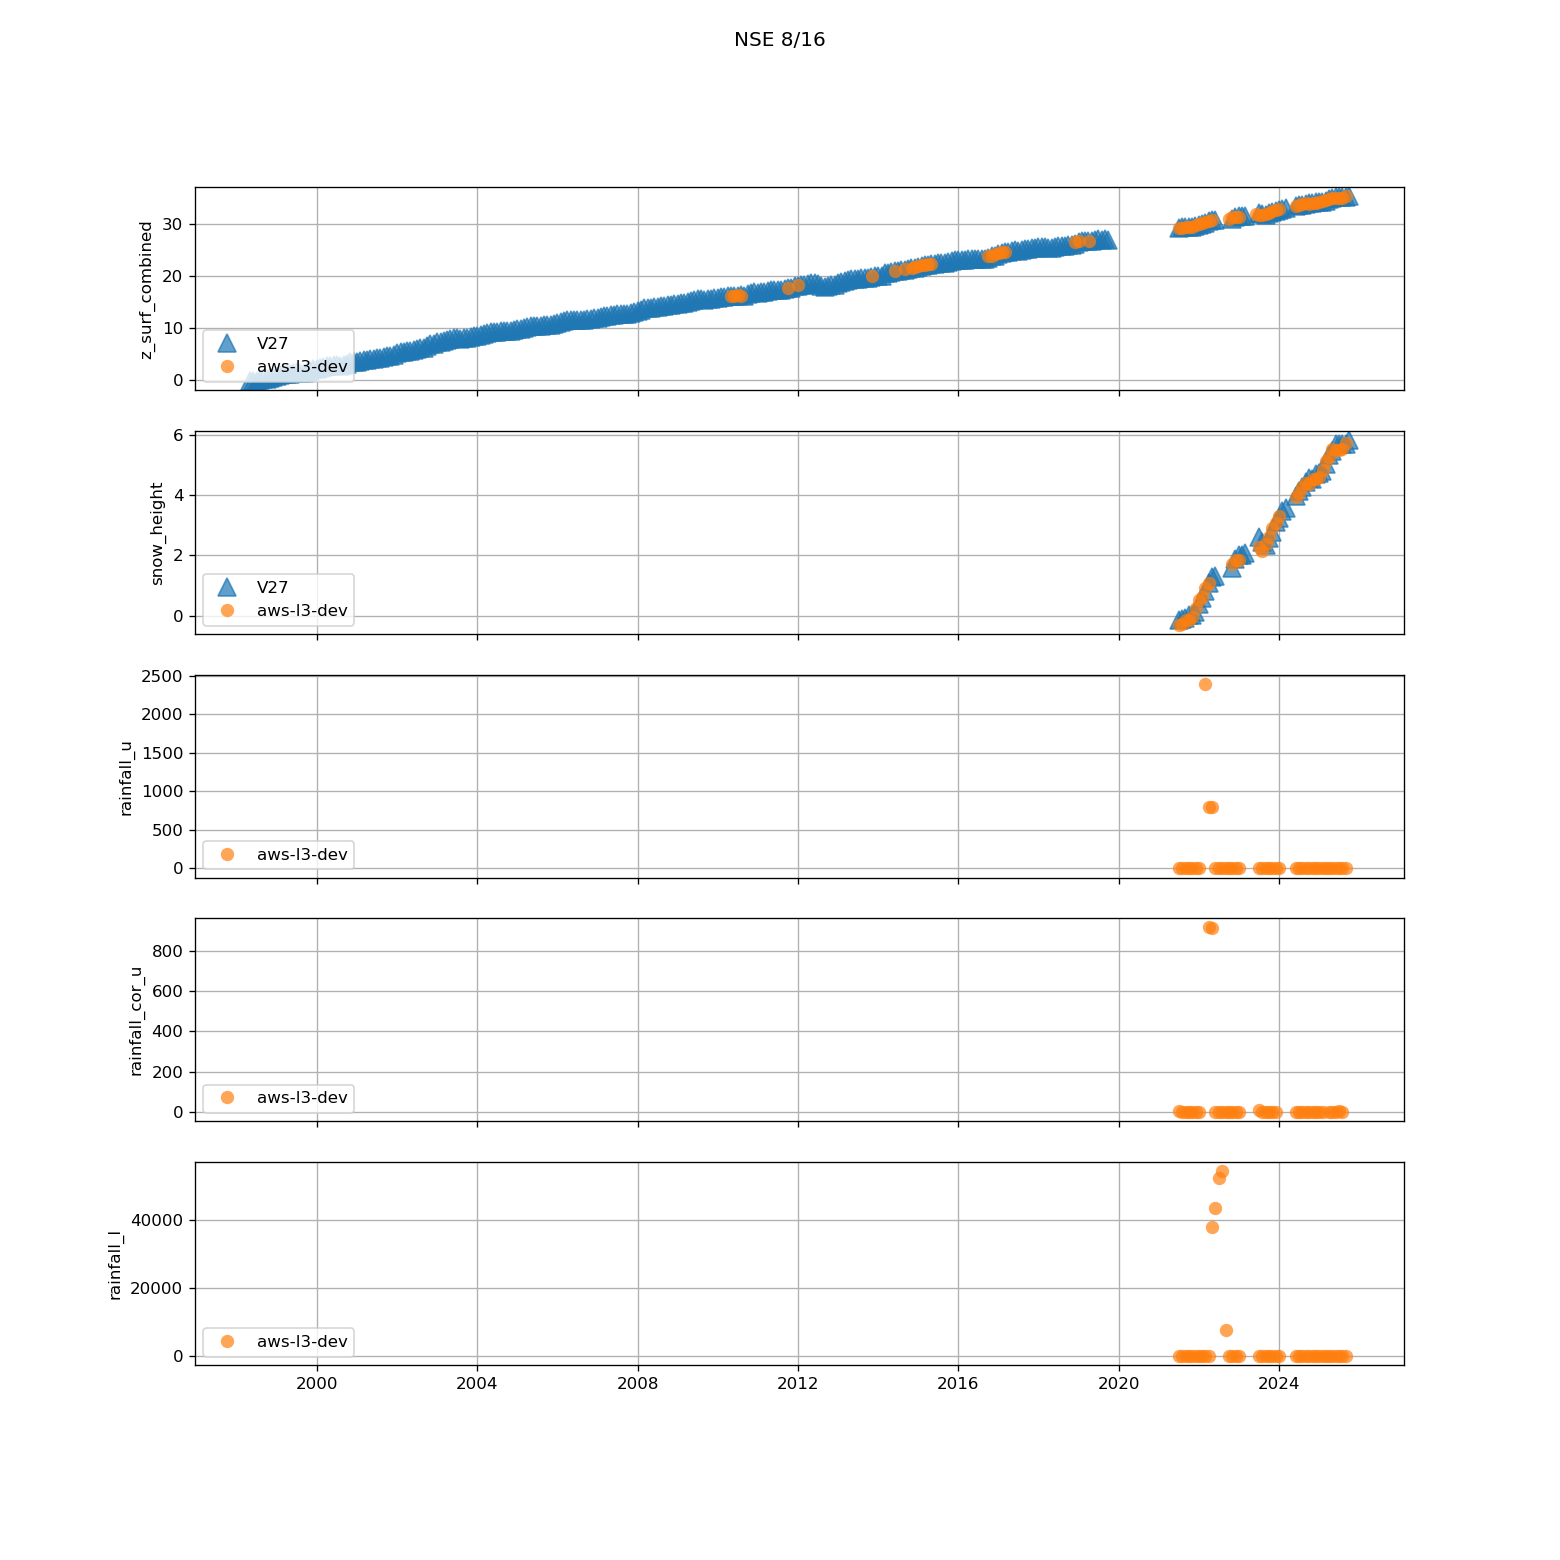 NSE 8/16
z_surf_combined
30
20
10
0
V27
aws-l3-dev
snow_height
6
4
2
0
V27
aws-l3-dev
rainfall_u
2500
2000
1500
1000
500
0
aws-l3-dev
rainfall_cor_u
800
600
400
200
0
aws-l3-dev
rainfall_l
40000
20000
0
aws-l3-dev
2000 2004 2008 2012 2016 2020 2024